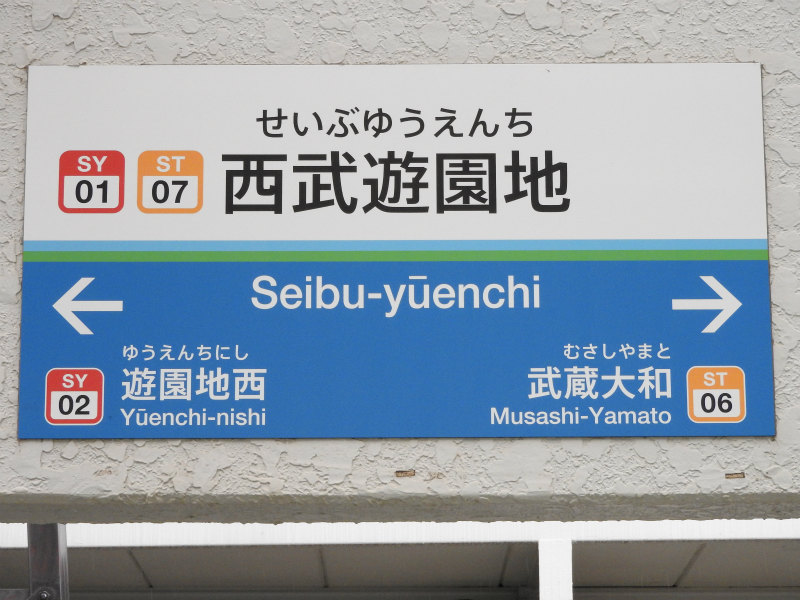 せいぶゆうえんち
SY 01 ST 07 西武遊園地
Seibu-yūenchi
ゆうえんちにし
SY 02 遊園地西
Yūenchi-nishi
むさしやまと
武蔵大和 ST 06
Musashi-Yamato